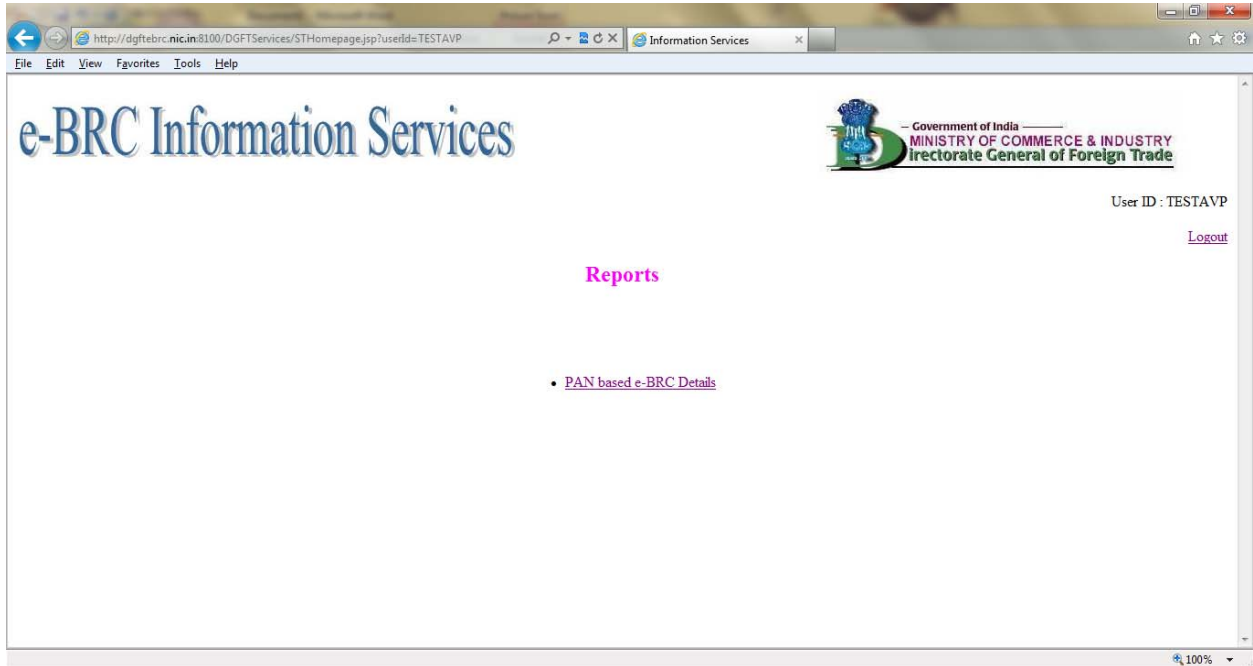 http://dgftebrc.nic.in:8100/DGFTServices/STHomepage.jsp?userId=TESTAVP
Information Services
File Edit View Favorites Tools Help
e-BRC Information Services
Government of India
MINISTRY OF COMMERCE & INDUSTRY
Directorate General of Foreign Trade
User ID : TESTAVP
Logout
Reports
• PAN based e-BRC Details
100%